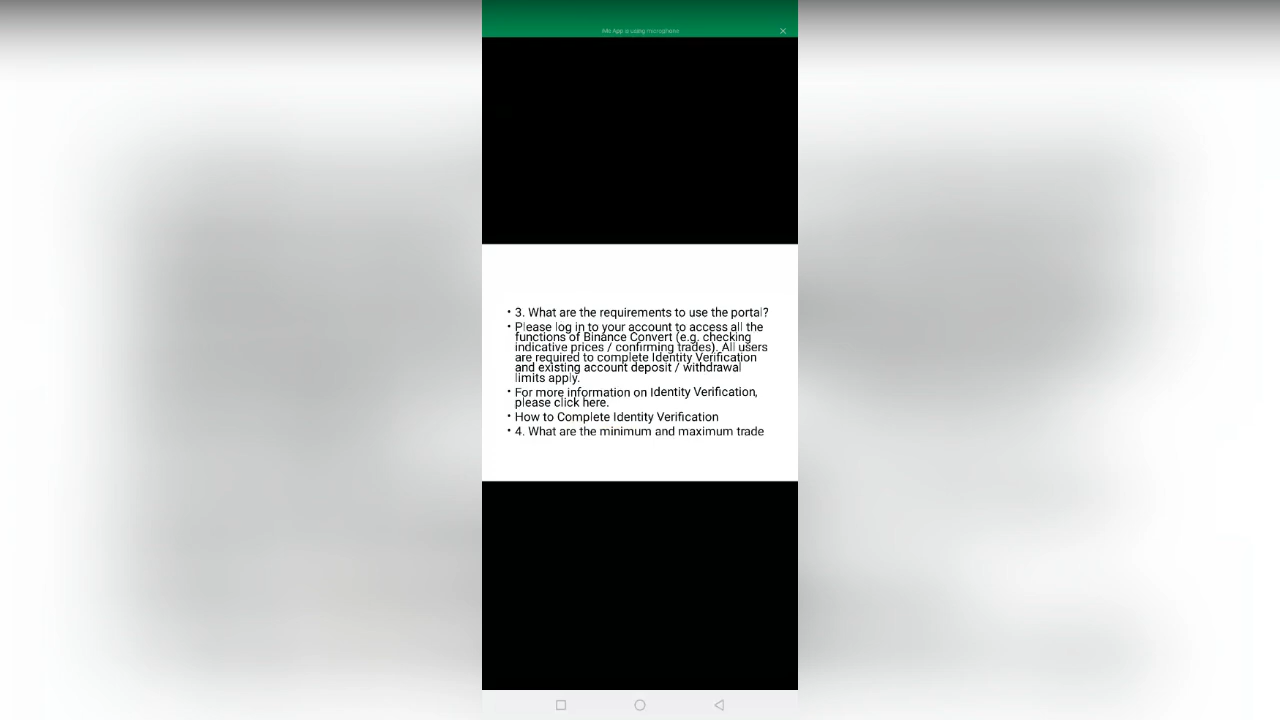 iMe App is using microphone
• 3. What are the requirements to use the portal?
• Please log in to your account to access all the
functions of Binance Convert (e.g. checking
indicative prices / confirming trades). All users
are required to complete Identity Verification
and existing account deposit / withdrawal
limits apply.
• For more information on Identity Verification,
please click here.
• How to Complete Identity Verification
• 4. What are the minimum and maximum trade